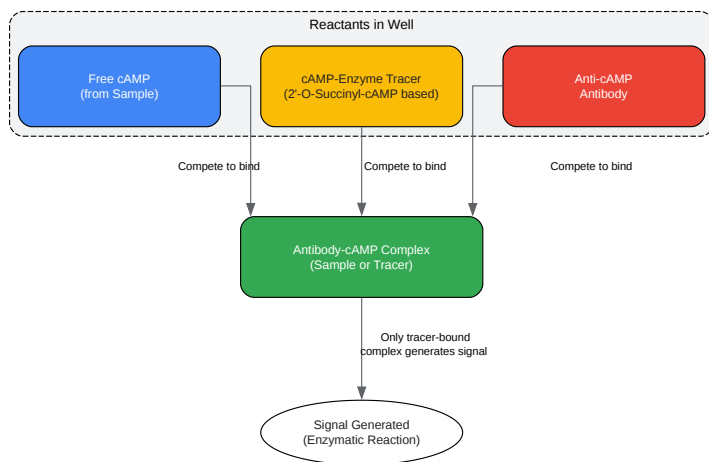 Reactants in Well
Free cAMP
(from Sample)
cAMP-Enzyme Tracer
(2'-O-Succinyl-cAMP based)
Anti-cAMP
Antibody
Compete to bind
Compete to bind
Compete to bind
Antibody-cAMP Complex
(Sample or Tracer)
Only tracer-bound
complex generates signal
Signal Generated
(Enzymatic Reaction)